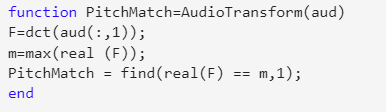 function PitchMatch=AudioTransform(aud)
F=dct(aud(:,1));
m=max(real (F));
PitchMatch = find(real(F) == m,1);
end